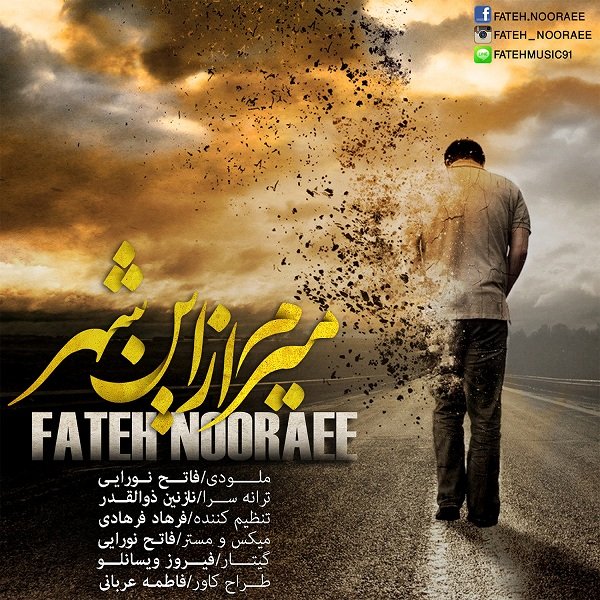 FATEH.NOORAEE
FATEH_NOORAEE
LINE
FATEHMUSIC91
میرم از این شهر
FATEH NOORAEE
ملودی/فاتح نورایی
ترانه سرا/نازنین ذوالقدر
تنظیم کننده/فرهاد فرهادی
میکس و مستر/فاتح نورایی
گیتار/فیروز ویسانلو
طراح کاور/فاطمه عربانی